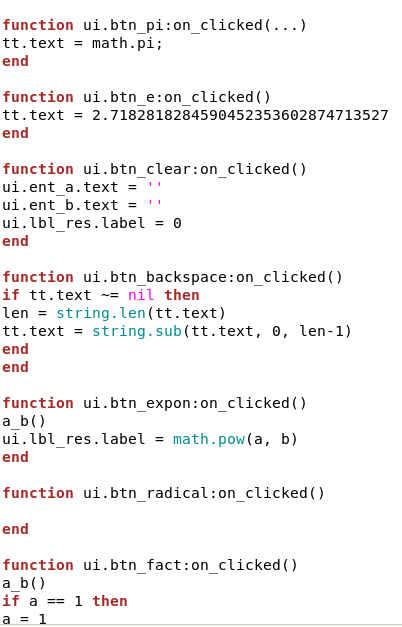 function ui.btn_pi:on_clicked(...)
tt.text = math.pi;
end
function ui.btn_e:on_clicked()
tt.text = 2.7182818284590452353602874713527
end
function ui.btn_clear:on_clicked()
ui.ent_a.text = ''
ui.ent_b.text = ''
ui.lbl_res.label = 0
end
function ui.btn_backspace:on_clicked()
if tt.text ~= nil then
len = string.len(tt.text)
tt.text = string.sub(tt.text, 0, len-1)
end
end
function ui.btn_expon:on_clicked()
a_b()
ui.lbl_res.label = math.pow(a, b)
end
function ui.btn_radical:on_clicked()
end
function ui.btn_fact:on_clicked()
a_b()
if a == 1 then
a = 1